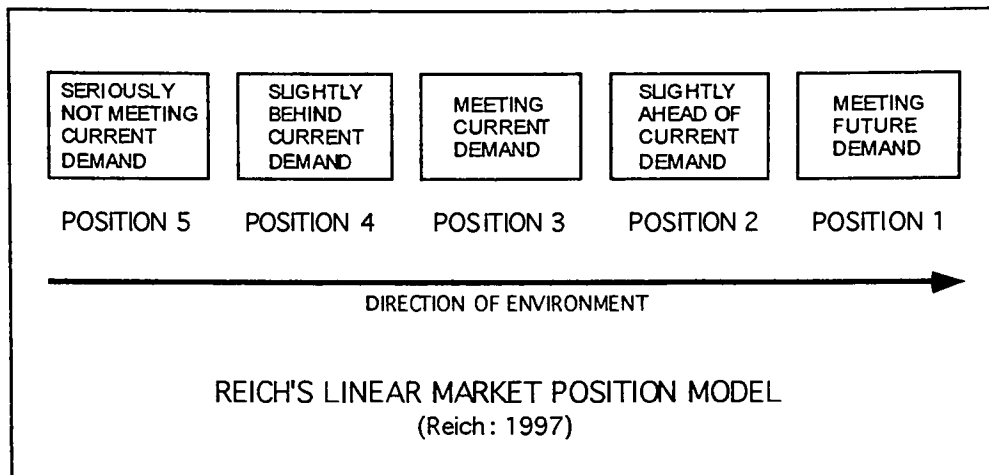 SERIOUSLY
NOT MEETING
CURRENT
DEMAND
SLIGHTLY
BEHIND
CURRENT
DEMAND
MEETING
CURRENT
DEMAND
SLIGHTLY
AHEAD OF
CURRENT
DEMAND
MEETING
FUTURE
DEMAND
POSITION 5
POSITION 4
POSITION 3
POSITION 2
POSITION 1
DIRECTION OF ENVIRONMENT
REICH'S LINEAR MARKET POSITION MODEL
(Reich: 1997)